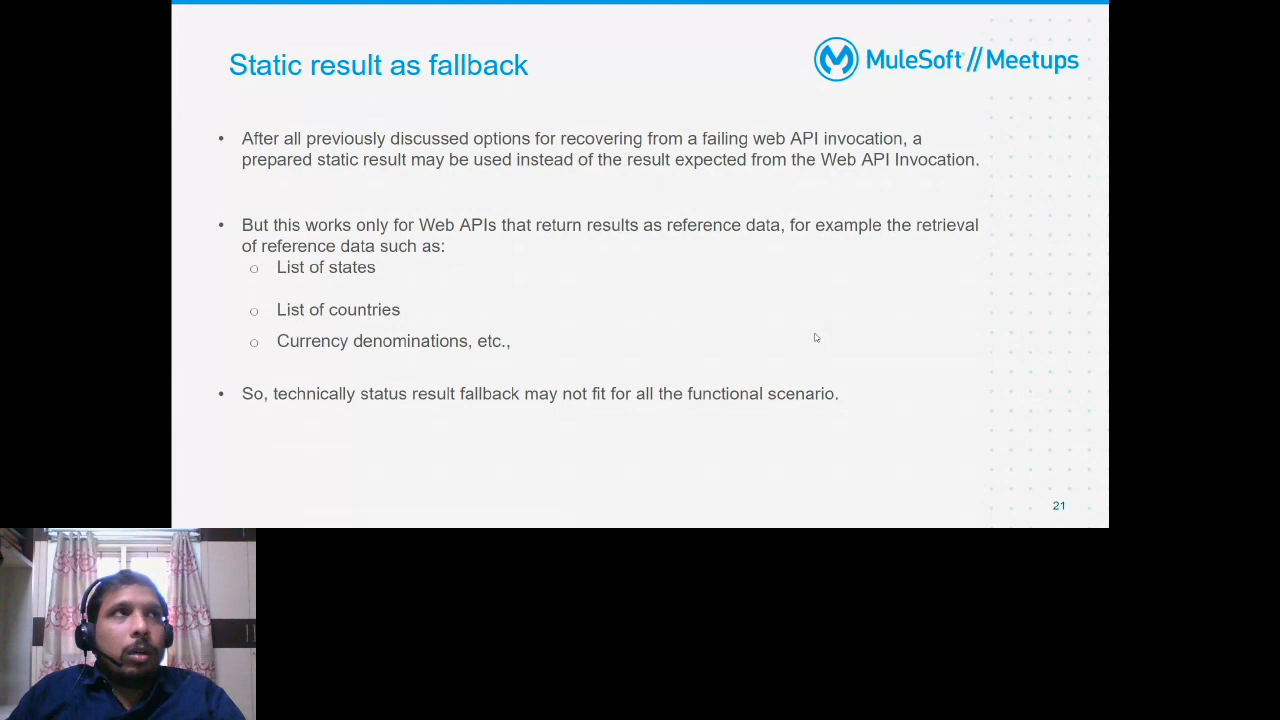 Static result as fallback
MuleSoft // Meetups
• After all previously discussed options for recovering from a failing web API invocation, a
prepared static result may be used instead of the result expected from the Web API Invocation.
• But this works only for Web APIs that return results as reference data, for example the retrieval
of reference data such as:
○ List of states
○ List of countries
○ Currency denominations, etc.,
• So, technically status result fallback may not fit for all the functional scenario.
21